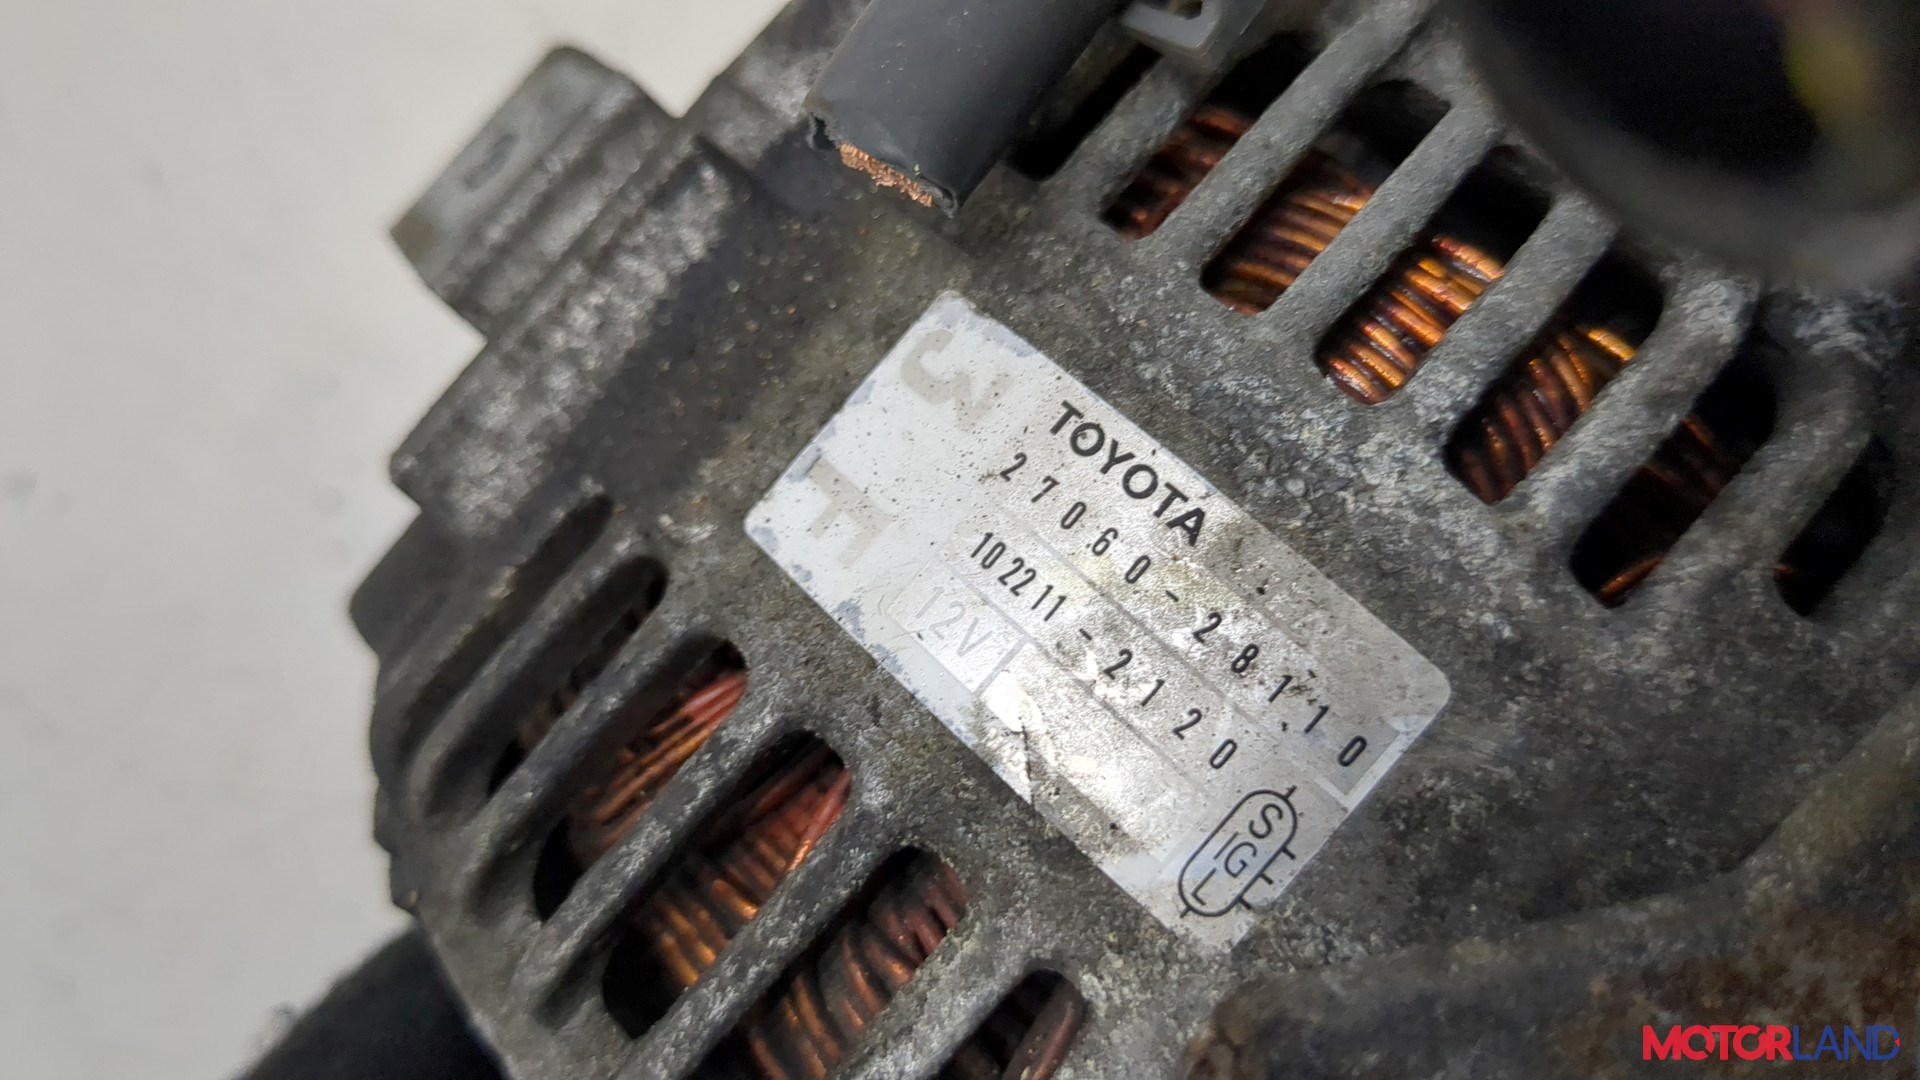 TOYOTA
27060-28110
102211-2120
12V
S
IG
L
MOTORLAND